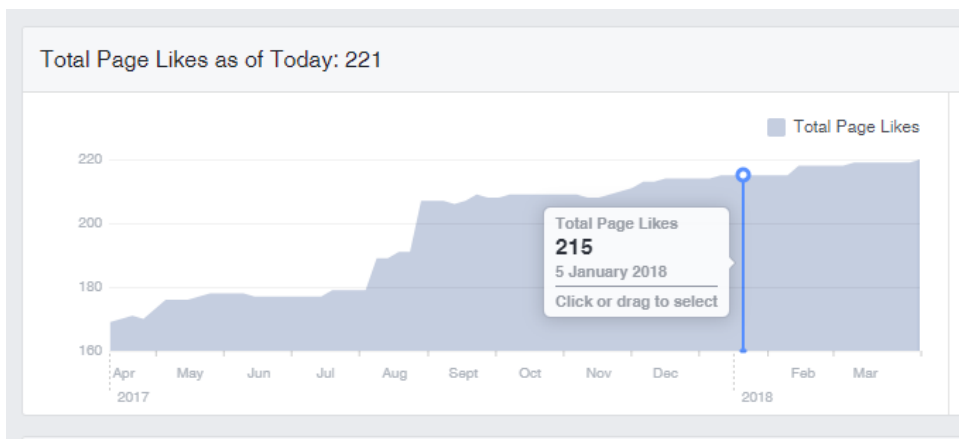 Total Page Likes as of Today: 221
Total Page Likes
220
200
180
160
Total Page Likes
215
5 January 2018
Click or drag to select
Apr May Jun Jul Aug Sept Oct Nov Dec Feb Mar
2017 2018